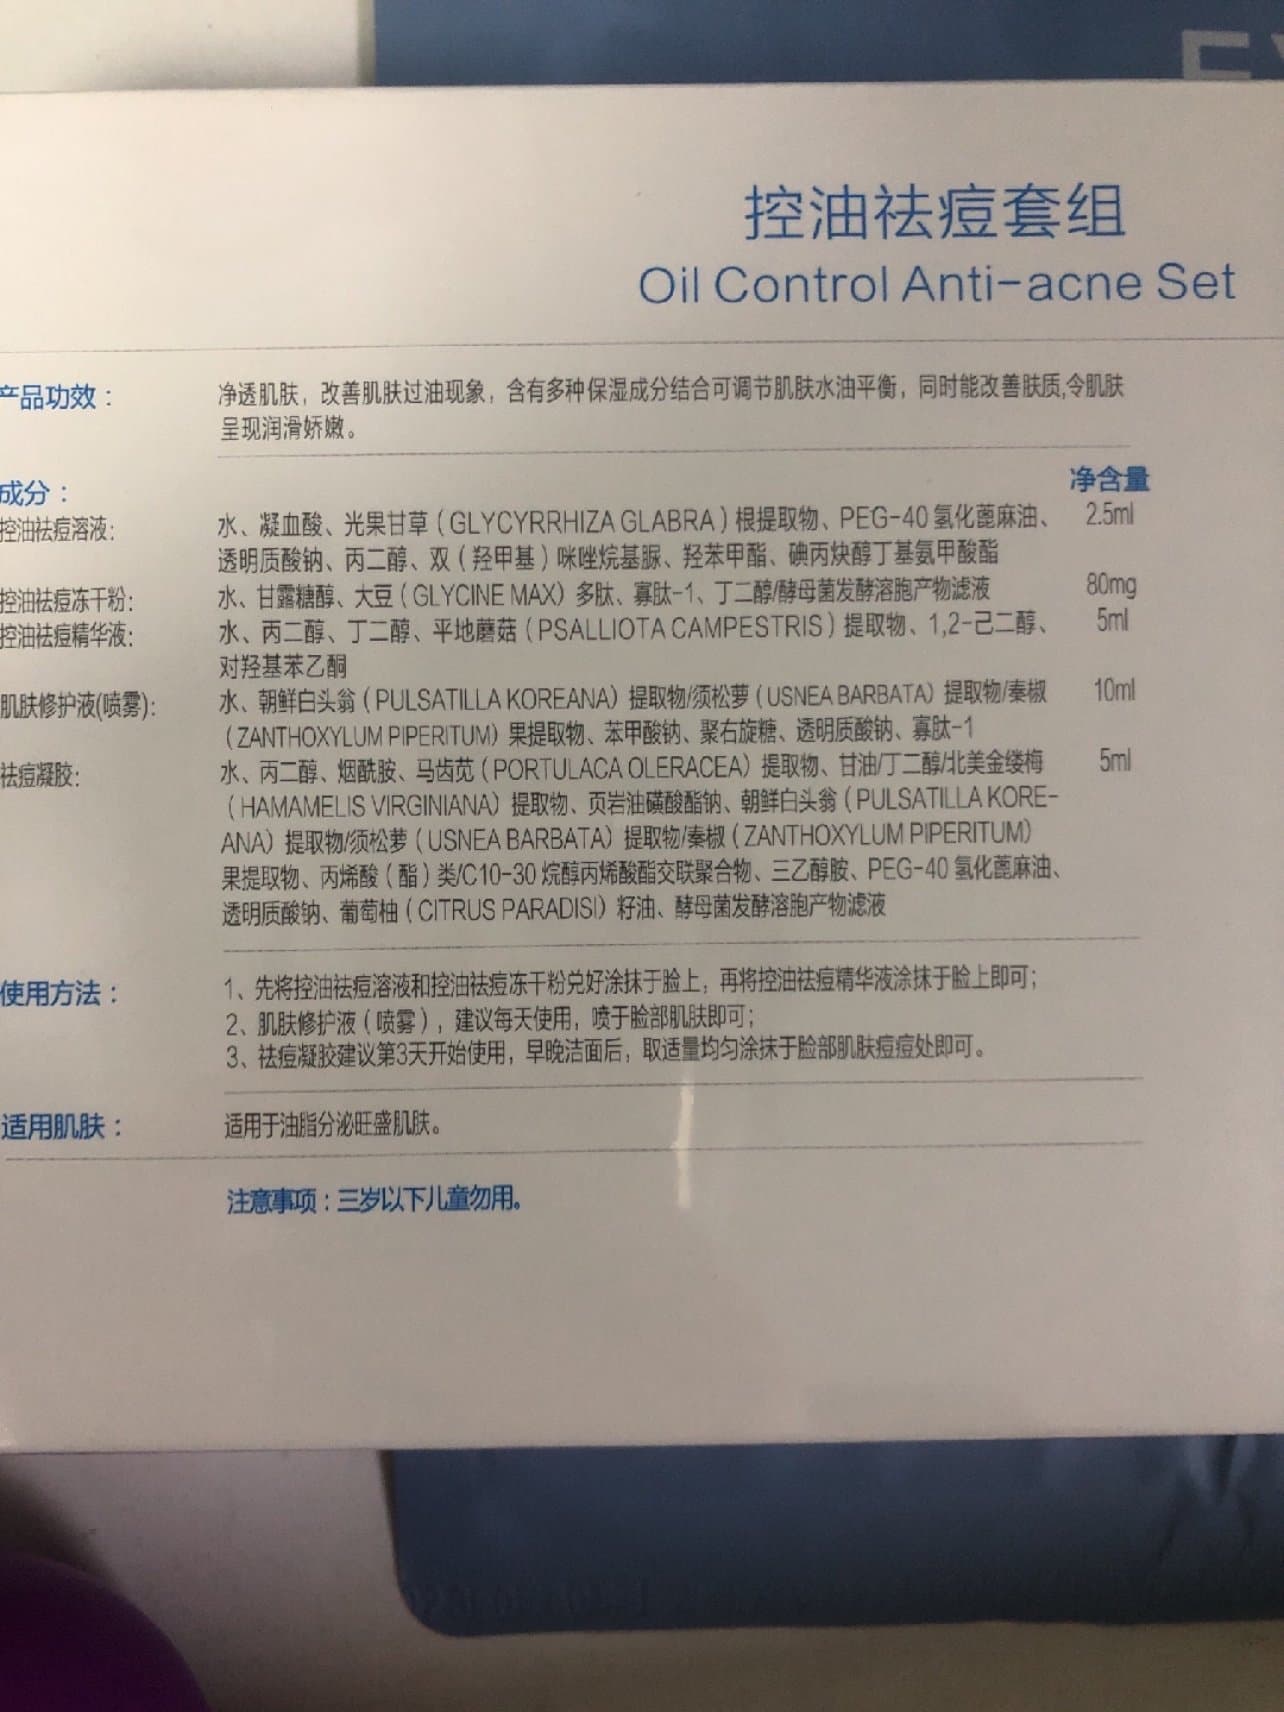 控油祛痘套组
Oil Control Anti-acne Set
产品功效：
净透肌肤，改善肌肤过油现象，含有多种保湿成分结合可调节肌肤水油平衡，同时能改善肤质,令肌肤
呈现润滑娇嫩。
成分：
净含量
控油祛痘溶液:
水、凝血酸、光果甘草（GLYCYRRHIZA GLABRA）根提取物、PEG-40 氢化蓖麻油、 2.5ml
透明质酸钠、丙二醇、双（羟甲基）咪唑烷基脲、羟苯甲酯、碘丙炔醇丁基氨甲酸酯
控油祛痘冻干粉: 水、甘露糖醇、大豆（GLYCINE MAX）多肽、寡肽-1、丁二醇/酵母菌发酵溶胞产物滤液 80mg
控油祛痘精华液: 水、丙二醇、丁二醇、平地蘑菇（PSALLIOTA CAMPESTRIS）提取物、1,2-己二醇、 5ml
对羟基苯乙酮
肌肤修护液(喷雾): 水、朝鲜白头翁（PULSATILLA KOREANA）提取物/须松萝（USNEA BARBATA）提取物/秦椒 10ml
（ZANTHOXYLUM PIPERITUM）果提取物、苯甲酸钠、聚右旋糖、透明质酸钠、寡肽-1
祛痘凝胶: 水、丙二醇、烟酰胺、马齿苋（PORTULACA OLERACEA）提取物、甘油/丁二醇/北美金缕梅 5ml
（HAMAMELIS VIRGINIANA）提取物、页岩油磺酸酯钠、朝鲜白头翁（PULSATILLA KORE-
ANA）提取物/须松萝（USNEA BARBATA）提取物/秦椒（ZANTHOXYLUM PIPERITUM）
果提取物、丙烯酸（酯）类/C10-30 烷醇丙烯酸酯交联聚合物、三乙醇胺、PEG-40 氢化蓖麻油、
透明质酸钠、葡萄柚（CITRUS PARADISI）籽油、酵母菌发酵溶胞产物滤液
使用方法：
1、先将控油祛痘溶液和控油祛痘冻干粉兑好涂抹于脸上，再将控油祛痘精华液涂抹于脸上即可；
2、肌肤修护液（喷雾），建议每天使用，喷于脸部肌肤即可；
3、祛痘凝胶建议第3天开始使用，早晚洁面后，取适量均匀涂抹于脸部肌肤痘痘处即可。
适用肌肤：
适用于油脂分泌旺盛肌肤。
注意事项：三岁以下儿童勿用。